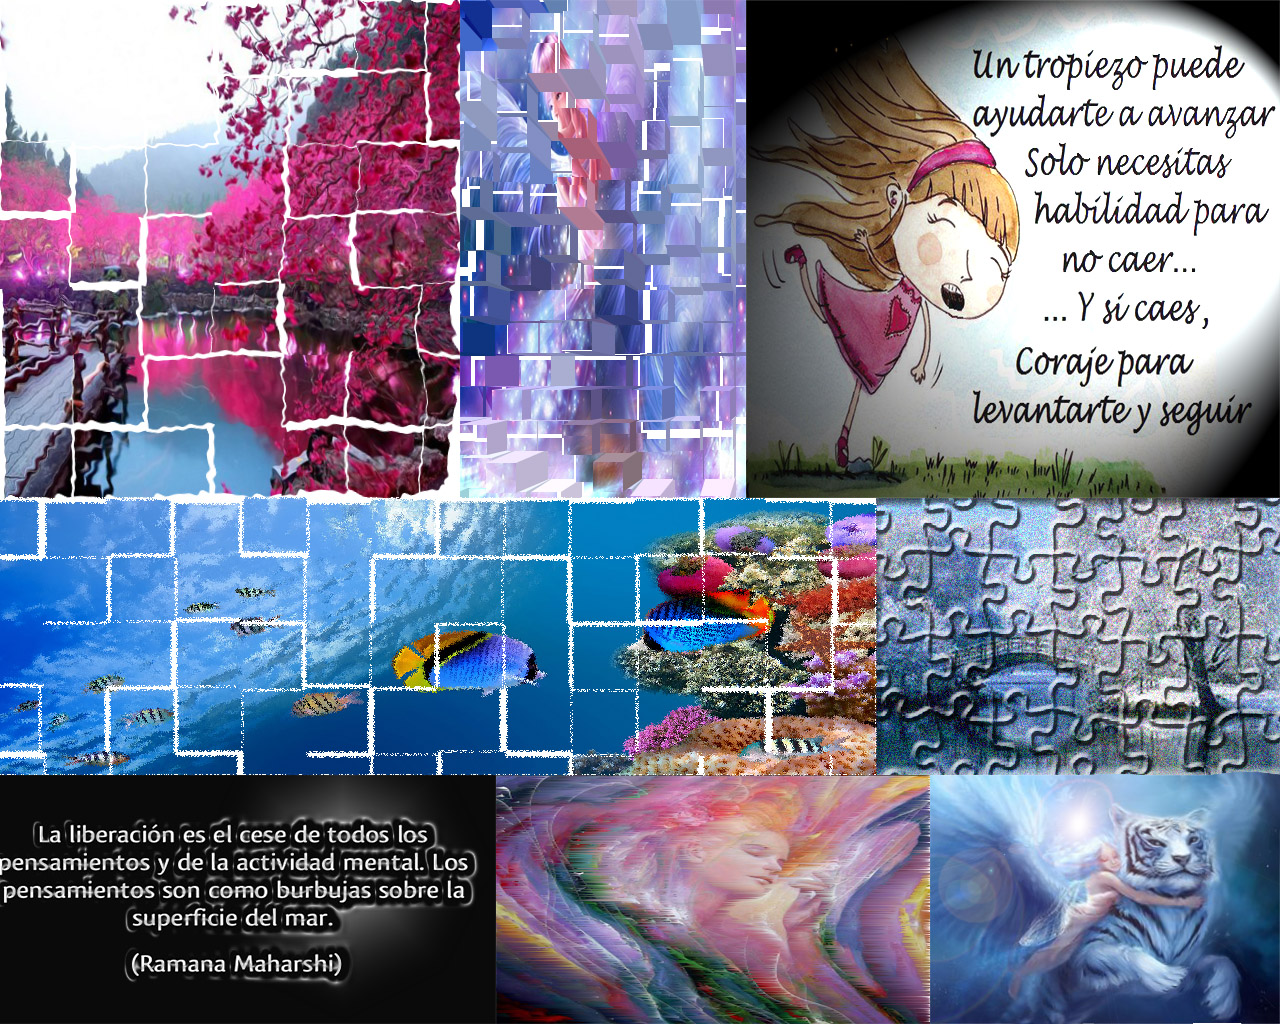 Un tropiezo puede
ayudarte a avanzar
Solo necesitas
habilidad para
no caer...
... Y si caes,
Coraje para
levantarte y seguir
La liberación es el cese de todos los
pensamientos y de la actividad mental. Los
pensamientos son como burbujas sobre la
superficie del mar.
(Ramana Maharshi)